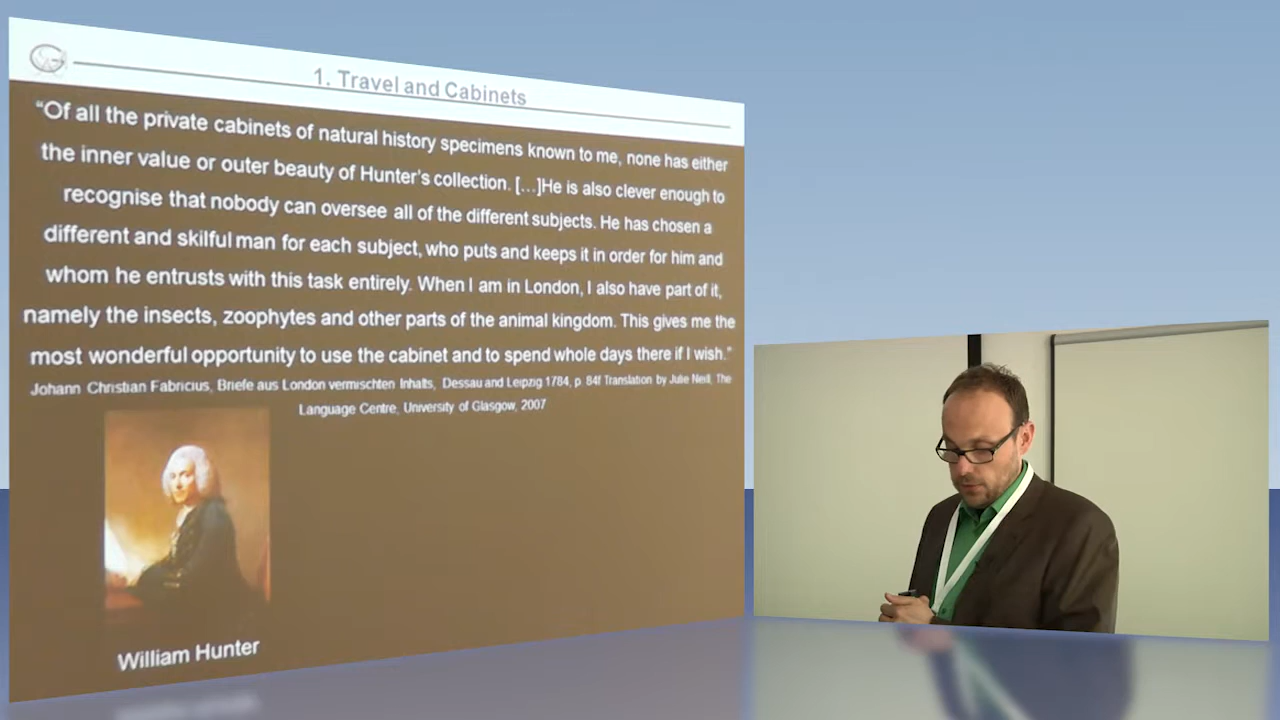 1. Travel and Cabinets
“Of all the private cabinets of natural history specimens known to me, none has either
the inner value or outer beauty of Hunter’s collection. […]He is also clever enough to
recognise that nobody can oversee all of the different subjects. He has chosen a
different and skilful man for each subject, who puts and keeps it in order for him and
whom he entrusts with this task entirely. When I am in London, I also have part of it,
namely the insects, zoophytes and other parts of the animal kingdom. This gives me the
most wonderful opportunity to use the cabinet and to spend whole days there if I wish.”
Johann Christian Fabricius, Briefe aus London vermischten Inhalts, Dessau and Leipzig 1784, p. 84f Translation by Julie Neill, The
Language Centre, University of Glasgow, 2007
William Hunter